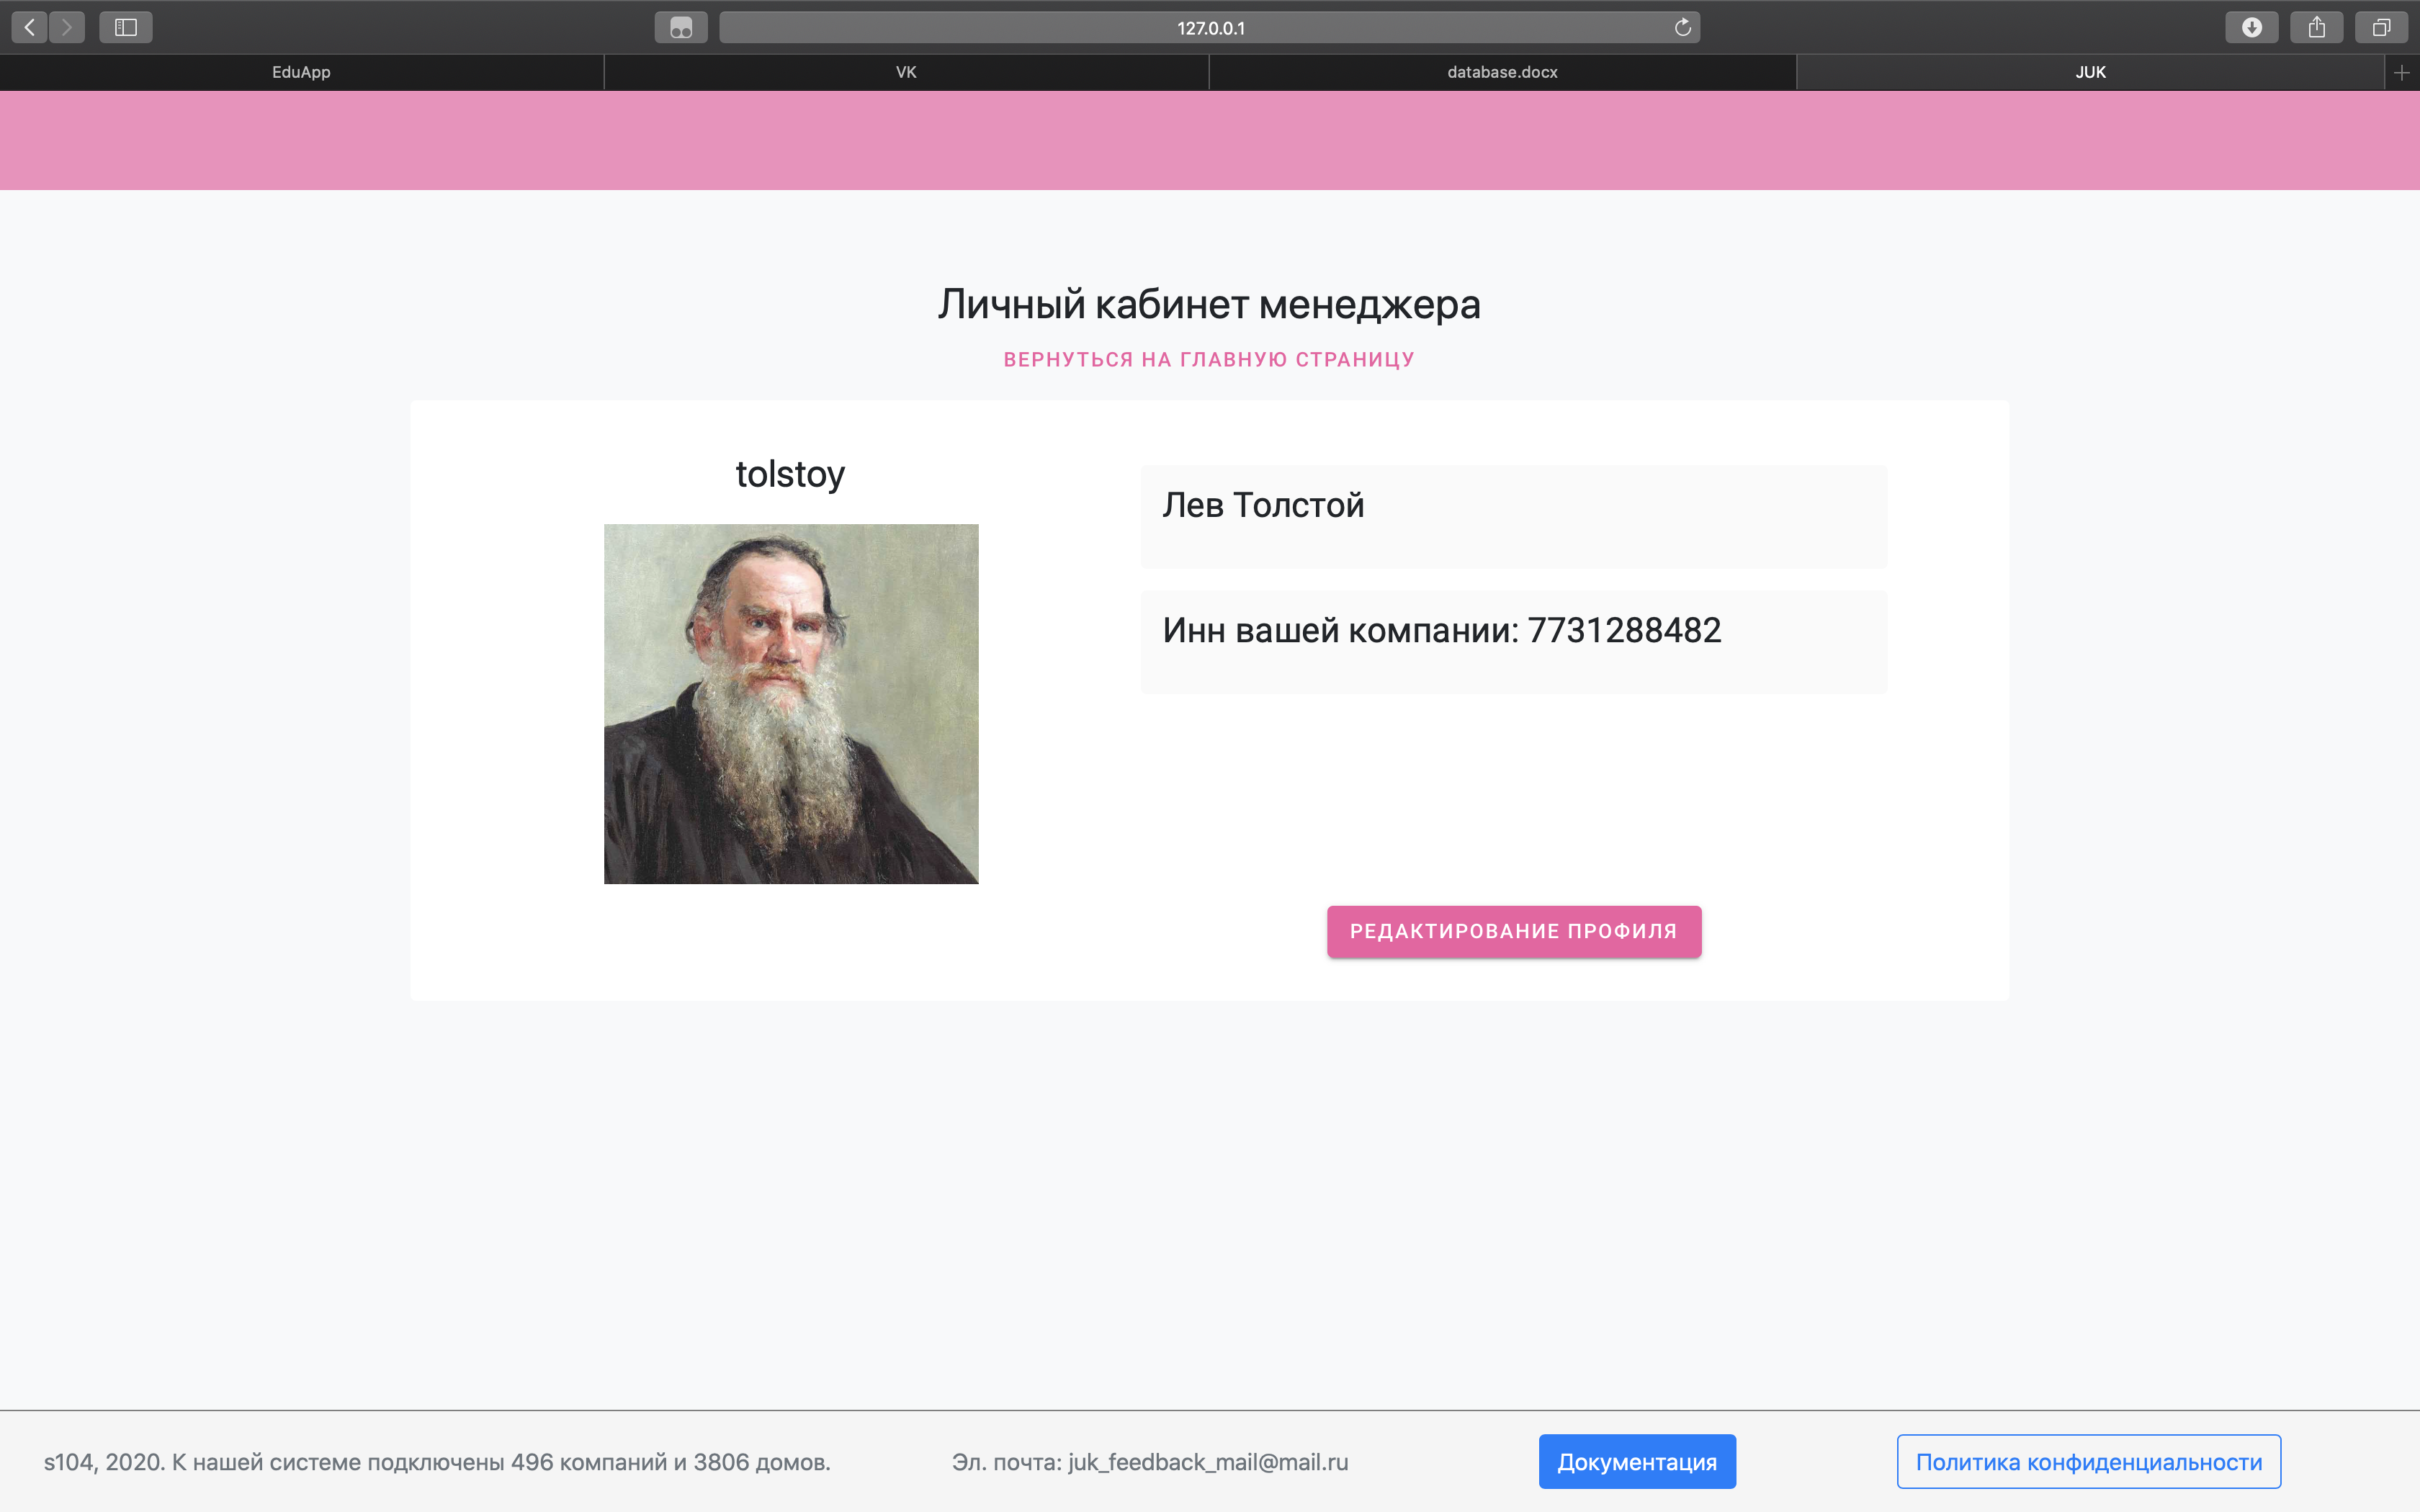 127.0.0.1
EduApp
VK
database.docx
JUK
Личный кабинет менеджера
ВЕРНУТЬСЯ НА ГЛАВНУЮ СТРАНИЦУ
tolstoy
Лев Толстой
Инн вашей компании: 7731288482
РЕДАКТИРОВАНИЕ ПРОФИЛЯ
s104, 2020. К нашей системе подключены 496 компаний и 3806 домов.
Эл. почта: juk_feedback_mail@mail.ru
Документация
Политика конфиденциальности